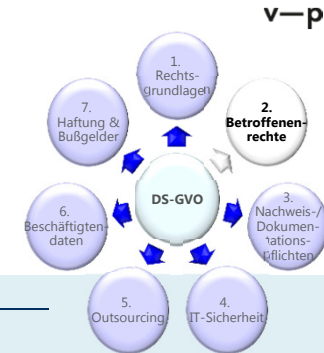 v—p
1.
Rechts-
grundlagen
2.
Betroffenen-
rechte
3.
Nachweis-/
Dokumen-
tations-
pflichten
4.
IT-Sicherheit
5.
Outsourcing
6.
Beschäftigten-
daten
7.
Haftung &
Bußgelder
DS-GVO